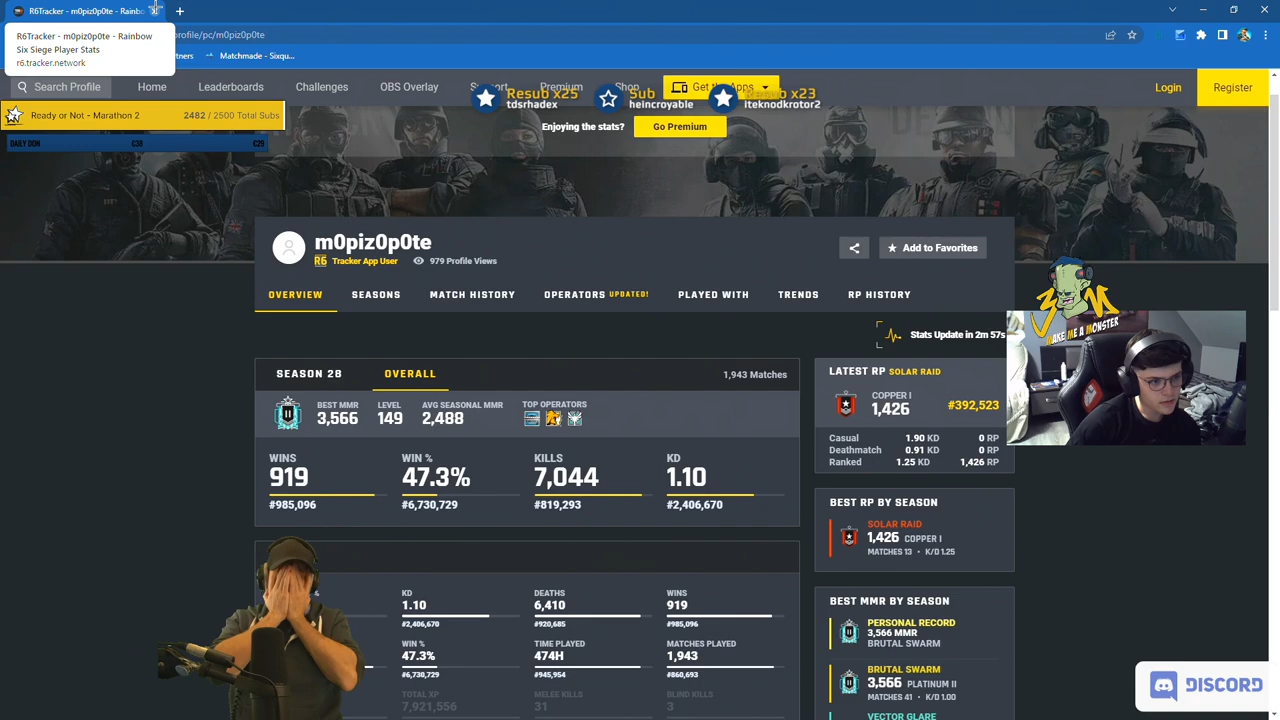 R6Tracker - m0piz0p0te - Rainbo
R6Tracker - m0piz0p0te - Rainbow
Six Siege Player Stats
r6.tracker.network
profile/pc/m0piz0p0te
Matchmade - Sixqu...
Search Profile
Home
Leaderboards
Challenges
OBS Overlay
Premium
Shop
Login
Register
Resub x25
tdsrhadex
Sub
heincroyable
Resub x23
iteknodkrotor2
Ready or Not - Marathon 2
2482 / 2500 Total Subs
DAILY DON
€38
Enjoying the stats?
Go Premium
m0piz0p0te
R6 Tracker App User
979 Profile Views
Add to Favorites
OVERVIEW
SEASONS
MATCH HISTORY
OPERATORS UPDATED!
PLAYED WITH
TRENDS
RP HISTORY
MAKE ME A MONSTER
Stats Update in 2m 57s
SEASON 28
OVERALL
1,943 Matches
BEST MMR
3,566
LEVEL
149
AVG SEASONAL MMR
2,488
TOP OPERATORS
WINS
919
#985,096
WIN %
47.3%
#6,730,729
KILLS
7,044
#819,293
KD
1.10
#2,406,670
LATEST RP SOLAR RAID
COPPER I
1,426
#392,523
Casual 1.90 KD 0 RP
Deathmatch 0.91 KD 0 RP
Ranked 1.25 KD 1,426 RP
BEST RP BY SEASON
SOLAR RAID
1,426 COPPER I
MATCHES 13 • K/D 1.25
KD
1.10
#2,406,670
DEATHS
6,410
#920,685
WINS
919
#985,096
WIN %
47.3%
#6,730,729
TIME PLAYED
474H
#945,954
MATCHES PLAYED
1,943
#860,693
TOTAL XP
7,921,556
MELEE KILLS
31
BLIND KILLS
3
BEST MMR BY SEASON
PERSONAL RECORD
3,566 MMR
BRUTAL SWARM
BRUTAL SWARM
3,566 PLATINUM II
MATCHES 41 • K/D 1.00
VECTOR GLARE
DISCORD